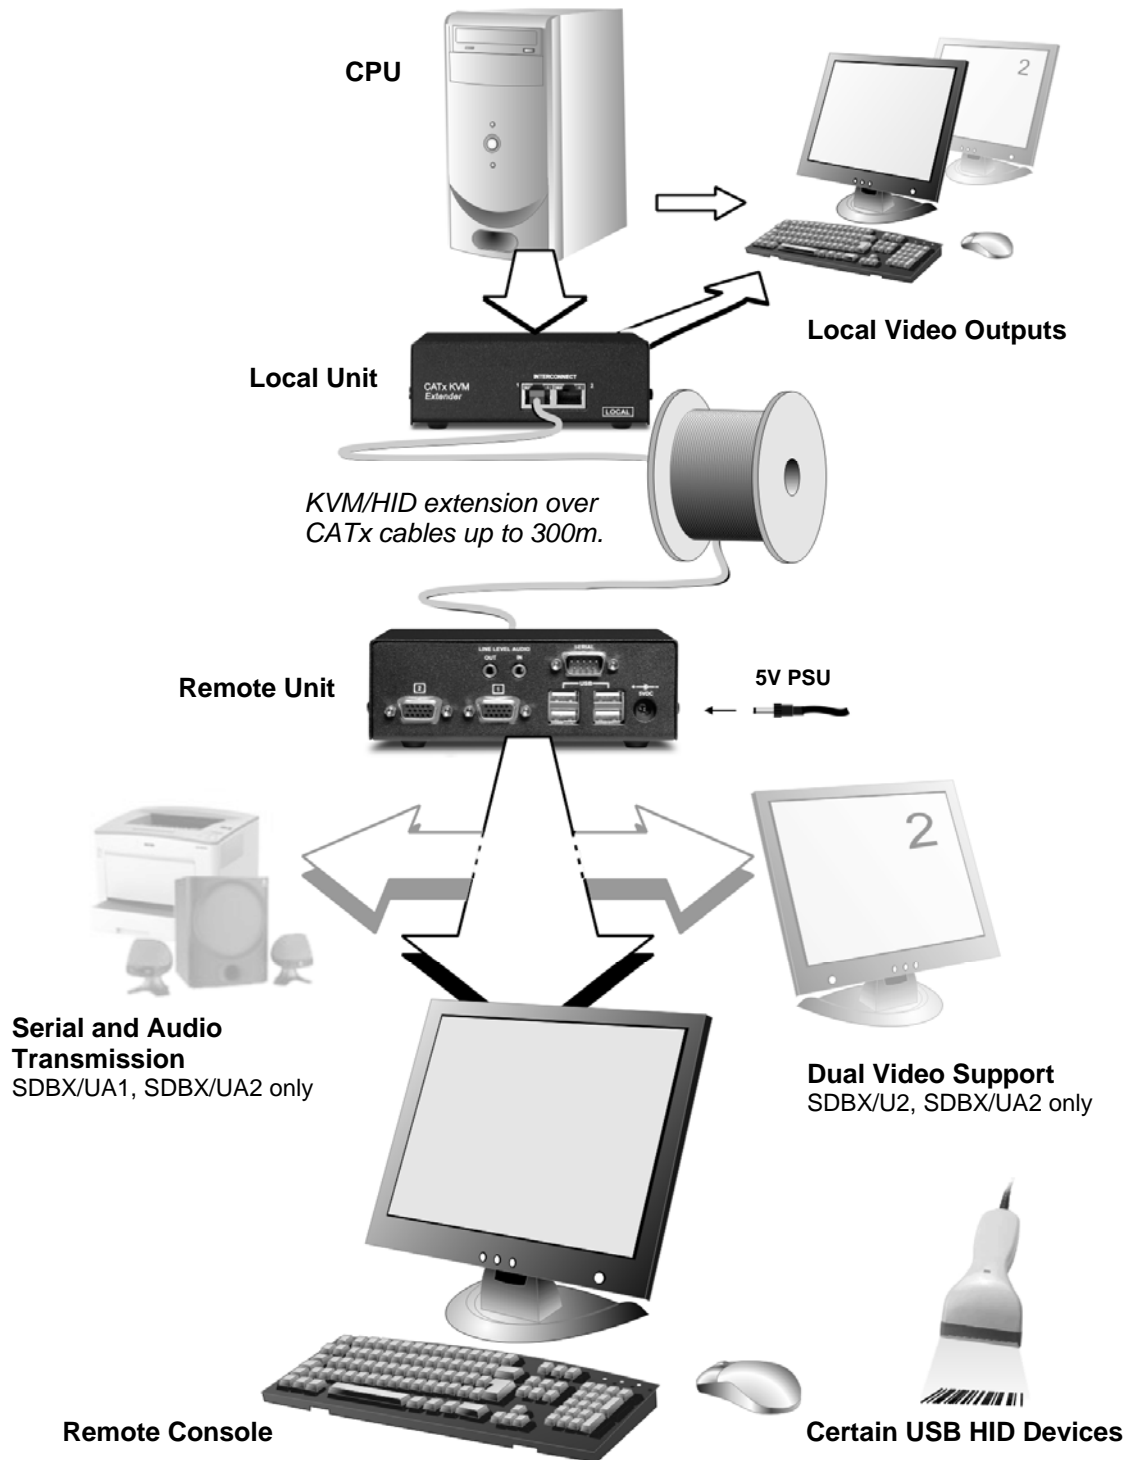 CPU
2
Local Video Outputs
Local Unit
INTERCONNECT
1 2
CATx KVM
Extender
LOCAL
KVM/HID extension over
CATx cables up to 300m.
Remote Unit
LINE LEVEL AUDIO
OUT IN
SERIAL
USB
2 1
5VDC
5V PSU
2
Serial and Audio
Transmission
SDBX/UA1, SDBX/UA2 only
Dual Video Support
SDBX/U2, SDBX/UA2 only
Remote Console
Certain USB HID Devices